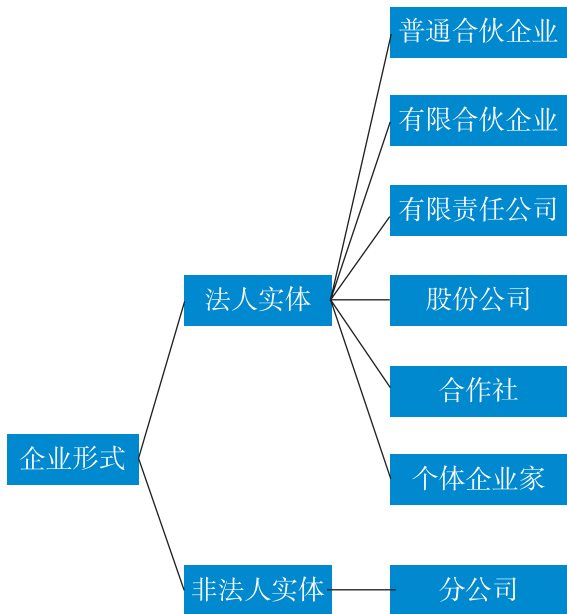 普通合伙企业
有限合伙企业
有限责任公司
法人实体
股份公司
合作社
企业形式
个体企业家
非法人实体
分公司